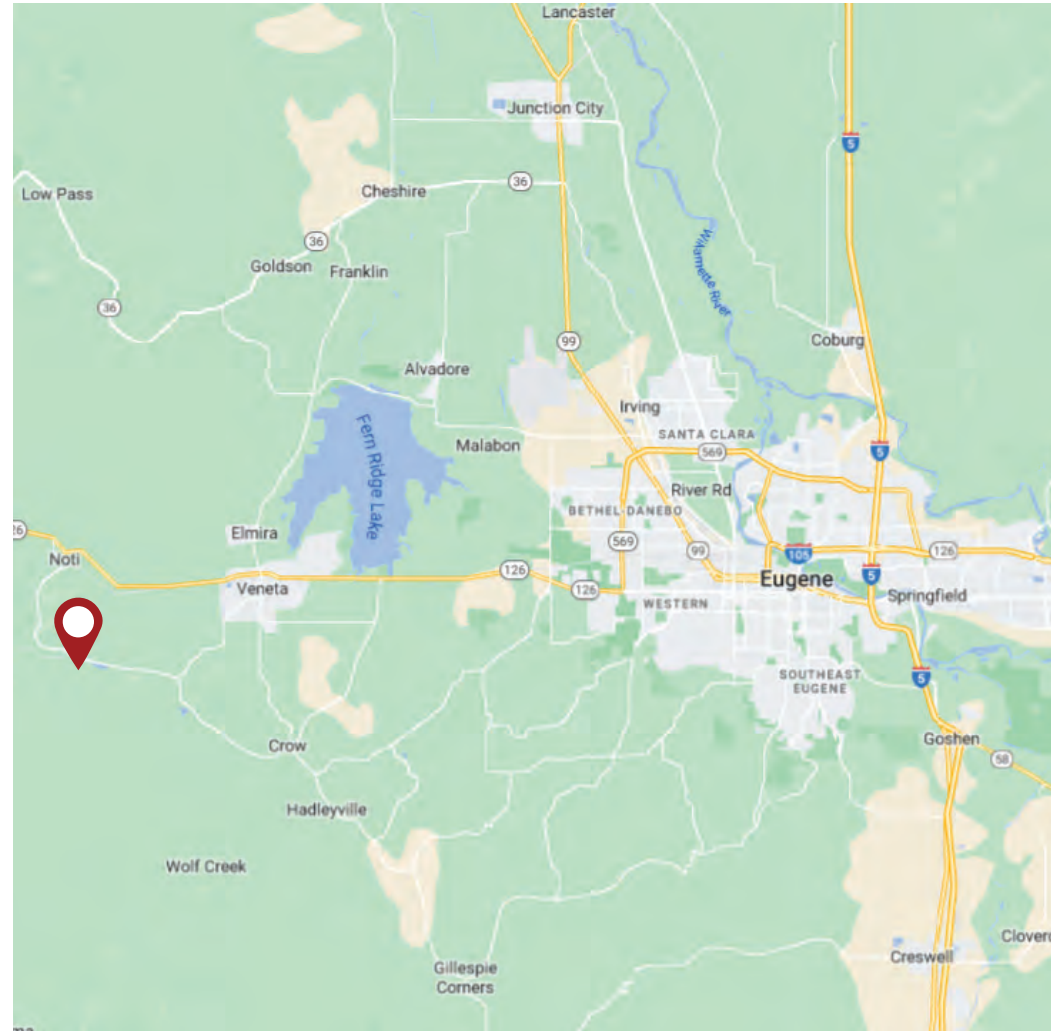 Lancaster
Junction City
5
36
Cheshire
Low Pass
36
Goldson
Franklin
Willamette River
36
99
Coburg
Alvadore
Irving
Fern Ridge Lake
SANTA CLARA
Malabon
569
5
River Rd
BETHEL-DANEBO
Elmira
26
Noti
569
99
105
126
126
Eugene
5
Veneta
126
WESTERN
Springfield
SOUTHEAST
EUGENE
5
Goshen
Crow
58
Hadleyville
Wolf Creek
Cloverd
Creswell
Gillespie
Corners